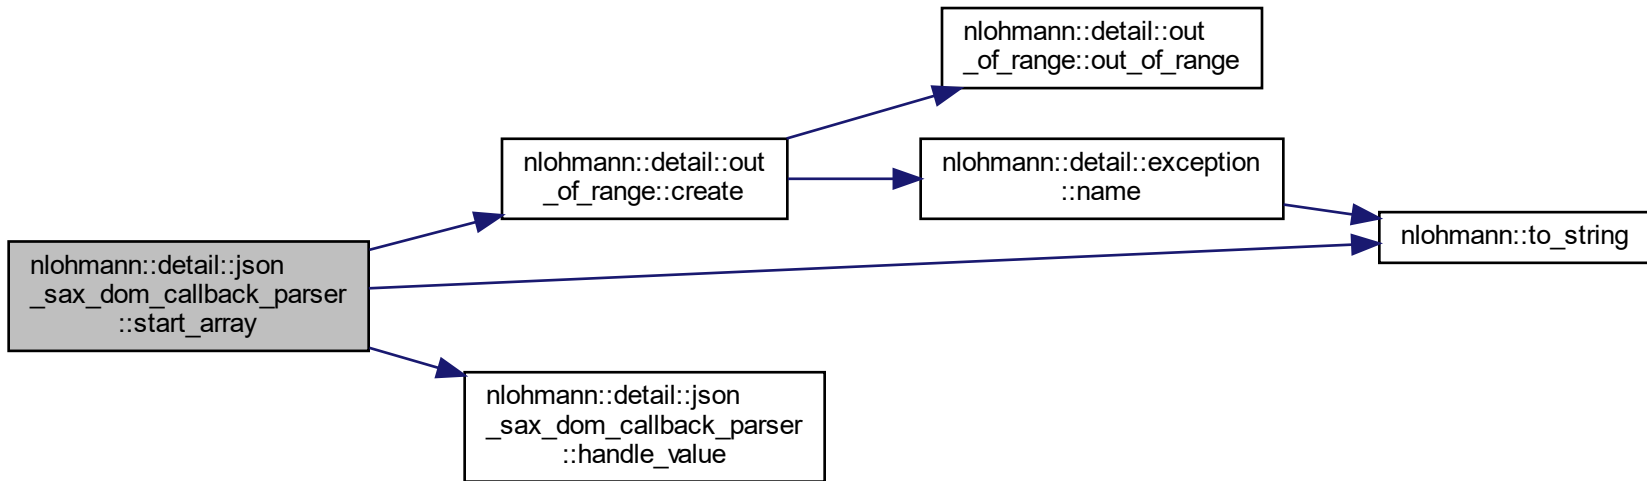 nlohmann::detail::json
_sax_dom_callback_parser
::start_array
nlohmann::detail::out
_of_range::create
nlohmann::detail::out
_of_range::out_of_range
nlohmann::detail::exception
::name
nlohmann::to_string
nlohmann::detail::json
_sax_dom_callback_parser
::handle_value